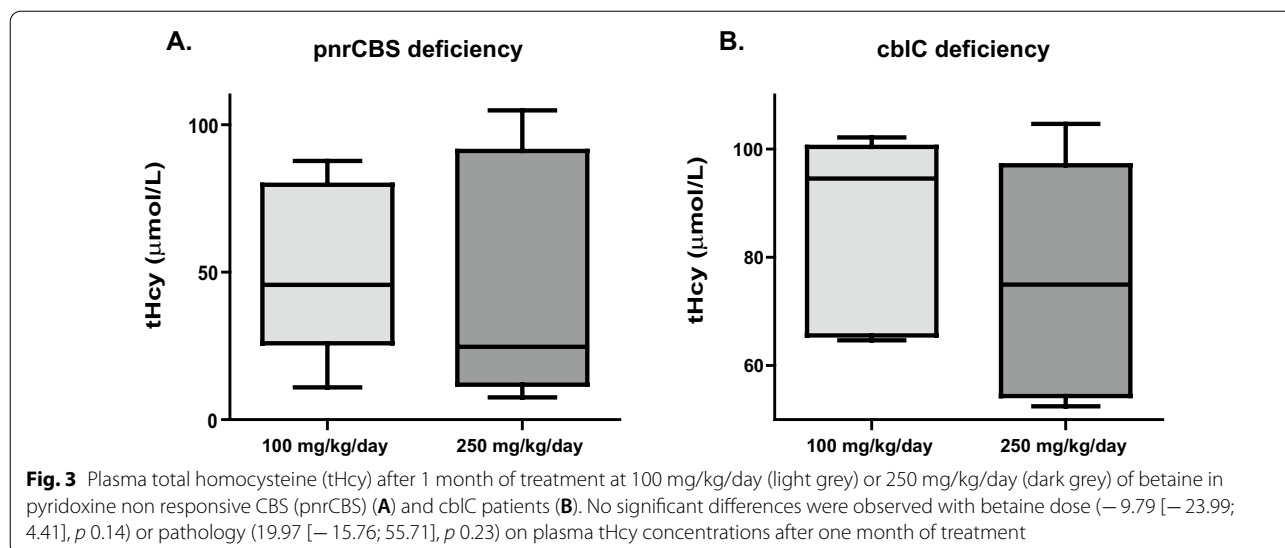 A.
pnrCBS deficiency
tHcy (μmol/L)
100
50
0
100 mg/kg/day
250 mg/kg/day
B.
cblC deficiency
tHcy (μmol/L)
100
80
60
100 mg/kg/day
250 mg/kg/day
Fig. 3 Plasma total homocysteine (tHcy) after 1 month of treatment at 100 mg/kg/day (light grey) or 250 mg/kg/day (dark grey) of betaine in
pyridoxine non responsive CBS (pnrCBS) (A) and cblC patients (B). No significant differences were observed with betaine dose (− 9.79 [− 23.99;
4.41], p 0.14) or pathology (19.97 [− 15.76; 55.71], p 0.23) on plasma tHcy concentrations after one month of treatment